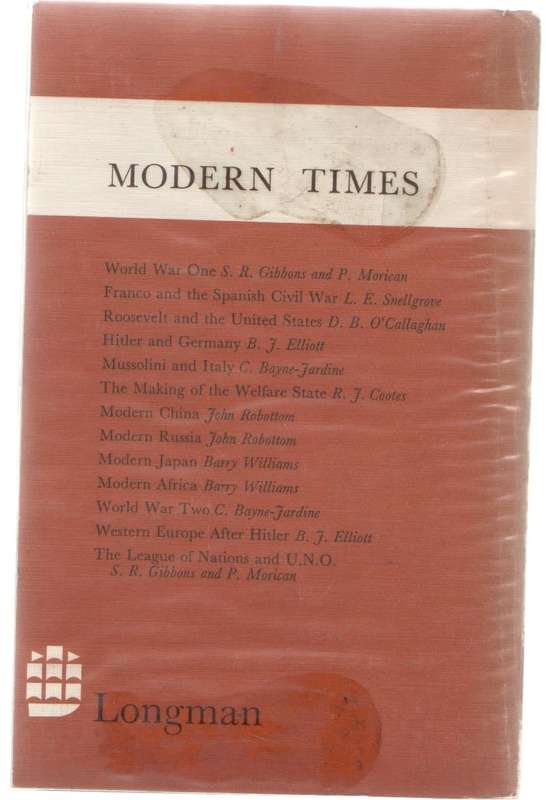 MODERN TIMES
World War One S. R. Gibbons and P. Morican
Franco and the Spanish Civil War L. E. Snellgrove
Roosevelt and the United States D. B. O'Callaghan
Hitler and Germany B. J. Elliott
Mussolini and Italy C. Bayne-Jardine
The Making of the Welfare State R. J. Cootes
Modern China John Robottom
Modern Russia John Robottom
Modern Japan Barry Williams
Modern Africa Barry Williams
World War Two C. Bayne-Jardine
Western Europe After Hitler B. J. Elliott
The League of Nations and U.N.O.
S. R. Gibbons and P. Morican
Longman